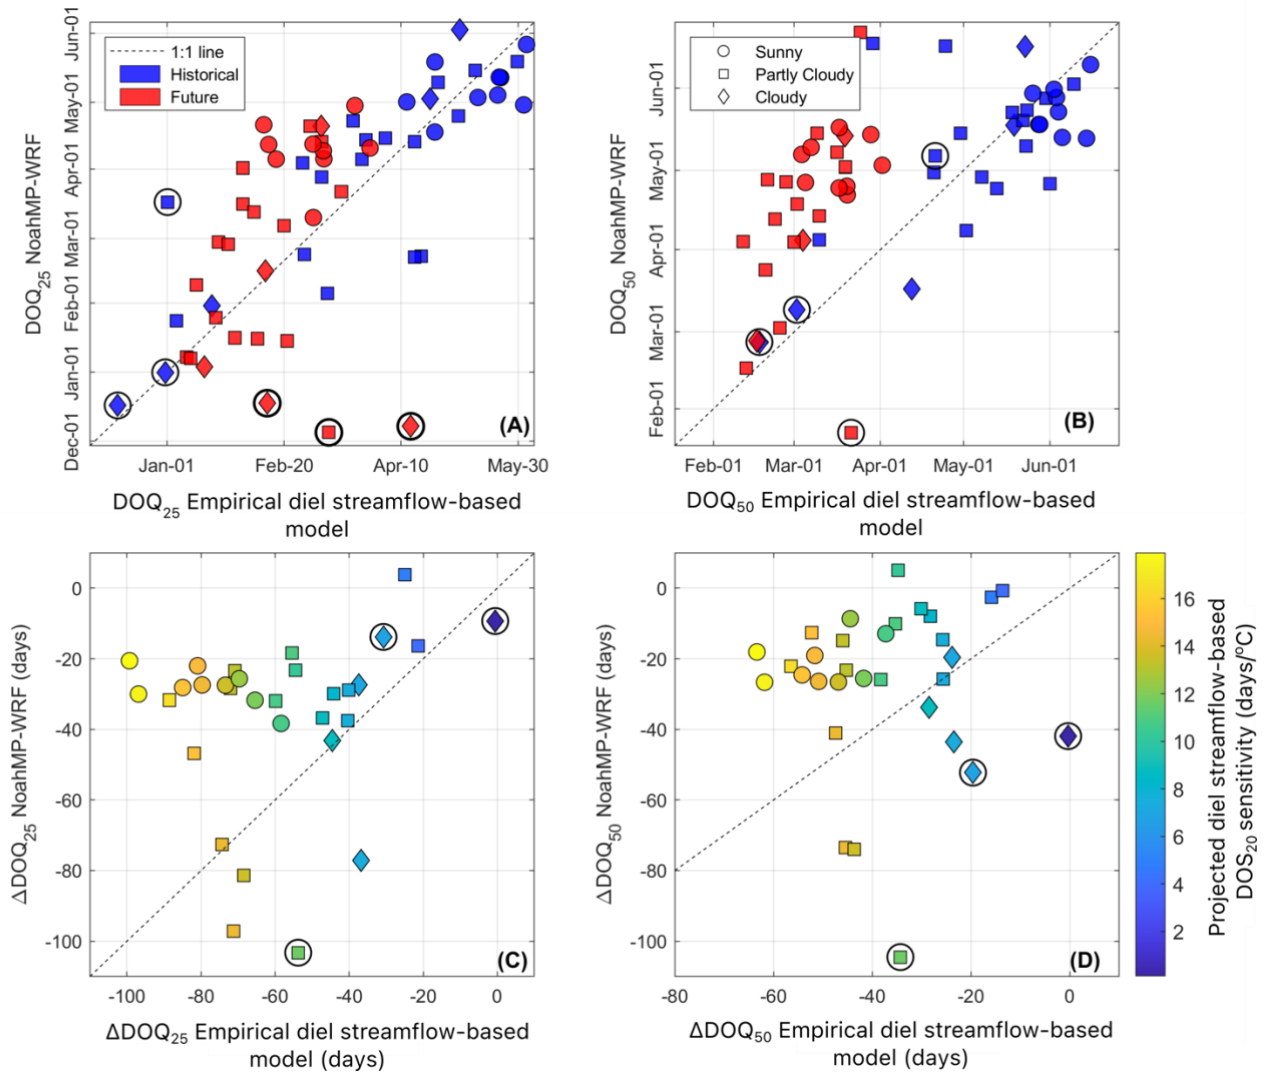 Jun-01
May-01
Apr-01
Mar-01
Feb-01
Jan-01
Dec-01
DOQ25 NoahMP-WRF
1:1 line
Historical
Future
(A)
Jan-01
Feb-20
Apr-10
May-30
DOQ25 Empirical diel streamflow-based
model
Jun-01
May-01
Apr-01
Mar-01
Feb-01
DOQ50 NoahMP-WRF
Sunny
Partly Cloudy
Cloudy
(B)
Feb-01
Mar-01
Apr-01
May-01
Jun-01
DOQ50 Empirical diel streamflow-based
model
0
-20
-40
-60
-80
-100
ΔDOQ25 NoahMP-WRF (days)
(C)
-100
-80
-60
-40
-20
0
ΔDOQ25 Empirical diel streamflow-based
model (days)
0
-20
-40
-60
-80
-100
ΔDOQ50 NoahMP-WRF (days)
(D)
-80
-60
-40
-20
0
ΔDOQ50 Empirical diel streamflow-based
model (days)
16
14
12
10
8
6
4
2
Projected diel streamflow-based
DOS20 sensitivity (days/°C)